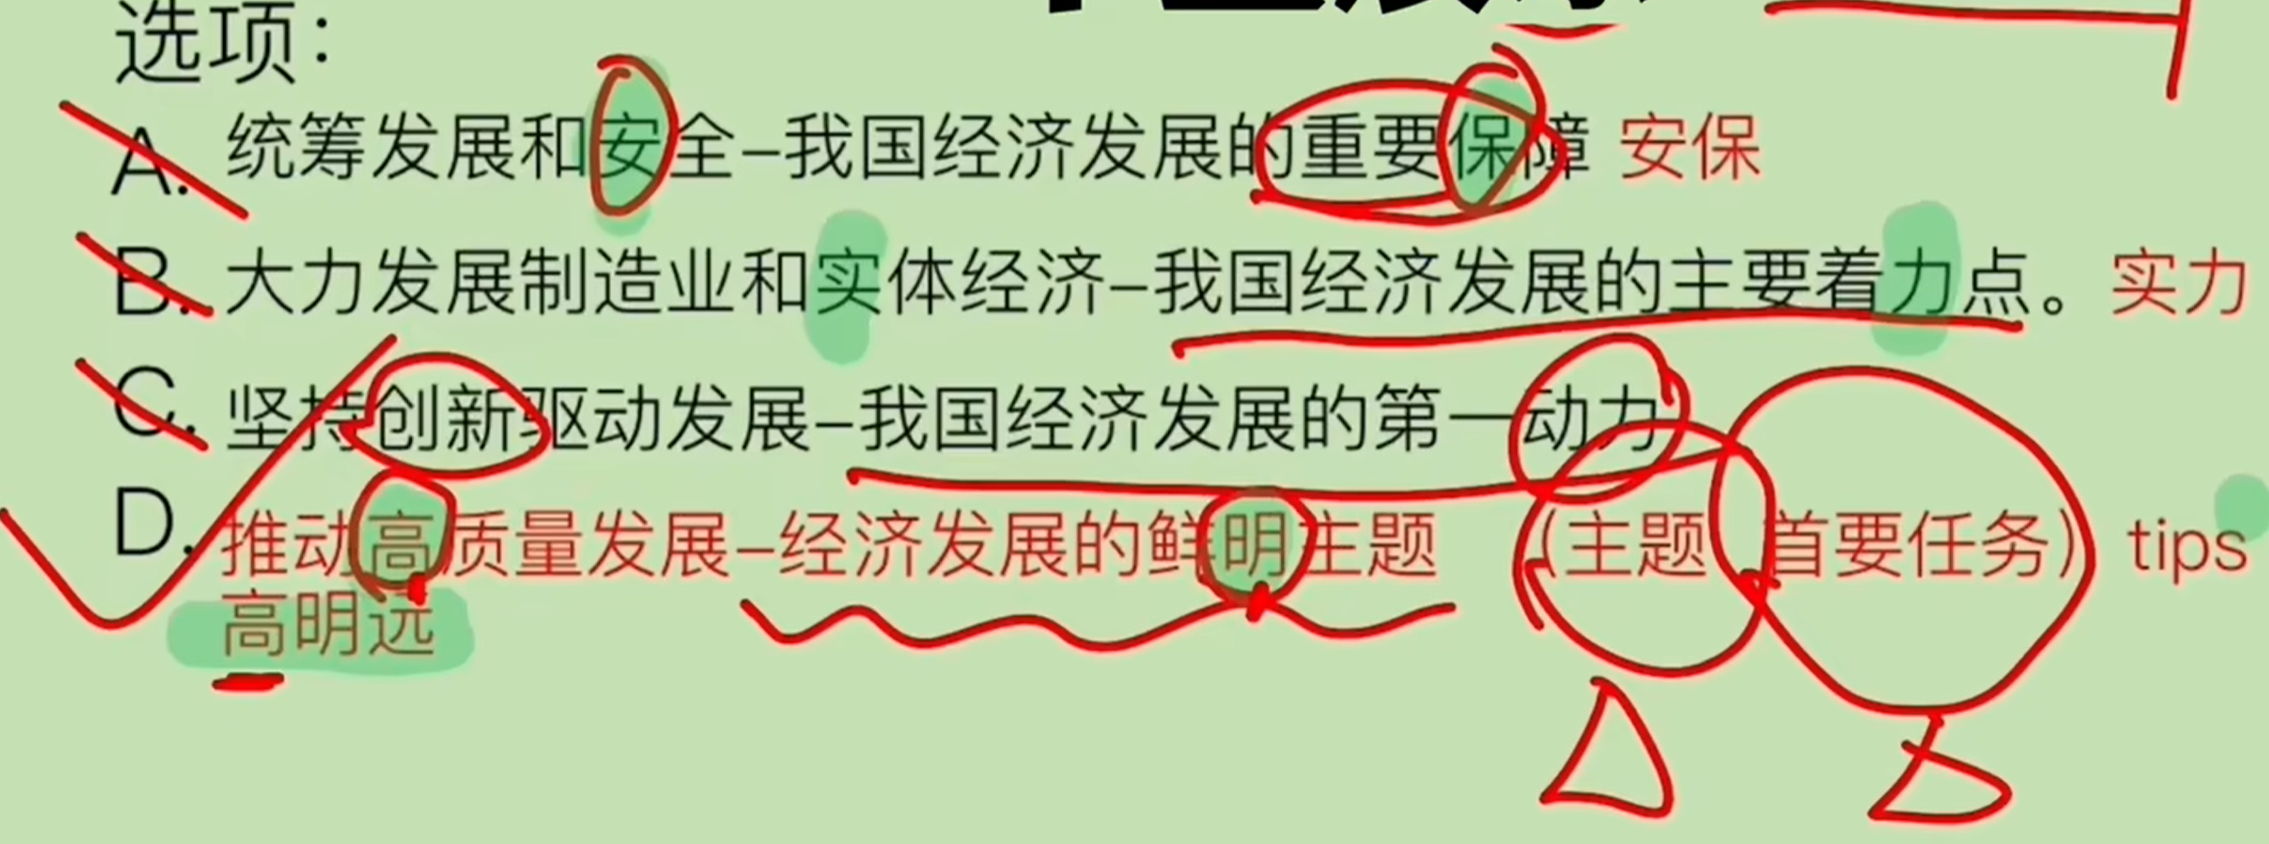 选项：
A. 统筹发展和安全–我国经济发展的重要保障 安保
B. 大力发展制造业和实体经济–我国经济发展的主要着力点。 实力
C. 坚持创新驱动发展–我国经济发展的第一动力
D. 推动高质量发展–经济发展的鲜明主题 （主题 首要任务） tips
高明远